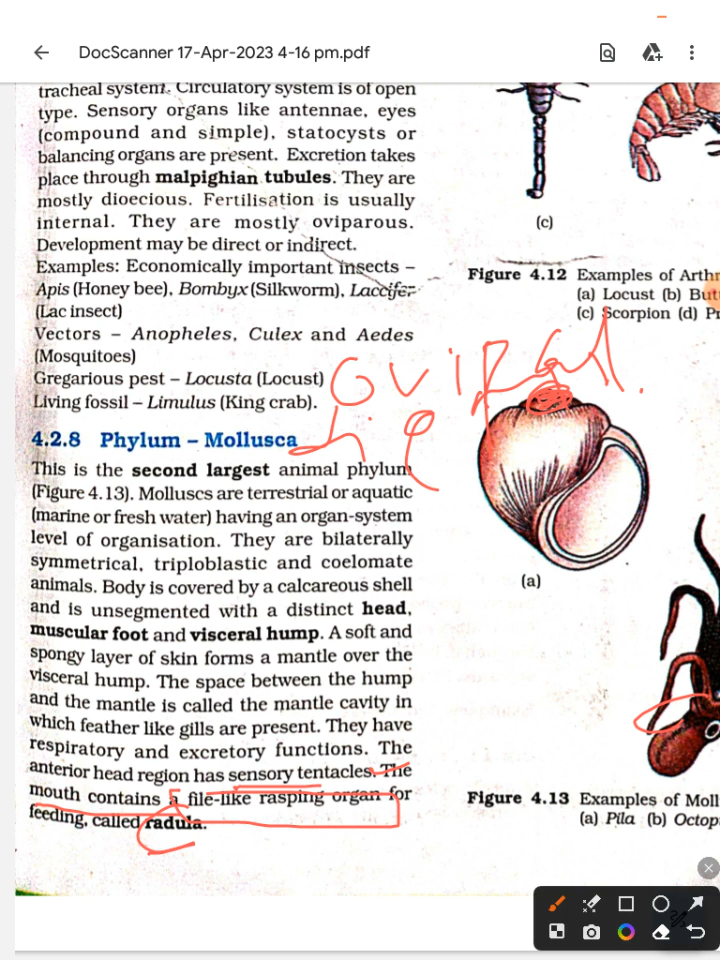 DocScanner 17-Apr-2023 4-16 pm.pdf
tracheal system. Circulatory system is of open
type. Sensory organs like antennae, eyes
(compound and simple), statocysts or
balancing organs are present. Excretion takes
place through malpighian tubules. They are
mostly dioecious. Fertilisation is usually
internal. They are mostly oviparous.
Development may be direct or indirect.
Examples: Economically important insects –
Apis (Honey bee), Bombyx (Silkworm), Laccifer
(Lac insect)
Vectors – Anopheles, Culex and Aedes
(Mosquitoes)
Gregarious pest – Locusta (Locust)
Living fossil – Limulus (King crab).
4.2.8 Phylum – Mollusca
This is the second largest animal phylum
(Figure 4.13). Molluscs are terrestrial or aquatic
(marine or fresh water) having an organ-system
level of organisation. They are bilaterally
symmetrical, triploblastic and coelomate
animals. Body is covered by a calcareous shell
and is unsegmented with a distinct head,
muscular foot and visceral hump. A soft and
spongy layer of skin forms a mantle over the
visceral hump. The space between the hump
and the mantle is called the mantle cavity in
which feather like gills are present. They have
respiratory and excretory functions. The
anterior head region has sensory tentacles. The
mouth contains a file-like rasping organ for
feeding, called radula.
(c)
Figure 4.12 Examples of Arthr
(a) Locust (b) But
(c) Scorpion (d) Pr
(a)
Figure 4.13 Examples of Moll
(a) Pila (b) Octop